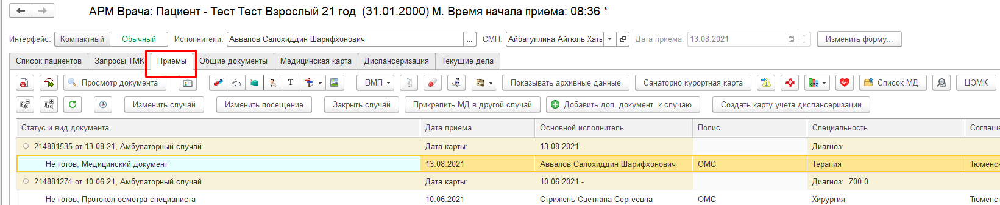 АРМ Врача: Пациент - Тест Тест Взрослый 21 год (31.01.2000) М. Время начала приема: 08:36 *
Интерфейс: Компактный Обычный Исполнители: Аввалов Салохиддин Шарифхонович ... СМП: Айбатуллина Айгюль Хать Дата приема: 13.08.2021 Изменить форму...
Список пациентов Запросы ТМК Приемы Общие документы Медицинская карта Диспансеризация Текущие дела
Просмотр документа Т ВМП Показывать архивные данные Санаторно курортная карта Список МД ЦЭМК
Изменить случай Изменить посещение Закрыть случай Прикрепить МД в другой случай Добавить доп. документ к случаю Создать карту учета диспансеризации
Статус и вид документа Дата приема Основной исполнитель Полис Специальность Соглаше
214881535 от 13.08.21, Амбулаторный случай Дата карты: 13.08.2021 - Диагноз:
Не готов, Медицинский документ 13.08.2021 Аввалов Салохиддин Шарифхонович ОМС Терапия Тюменс
214881274 от 10.06.21, Амбулаторный случай Дата карты: 10.06.2021 - Диагноз: Z00.0
Не готов, Протокол осмотра специалиста 10.06.2021 Стрижень Светлана Сергеевна ОМС Хирургия Тюменс